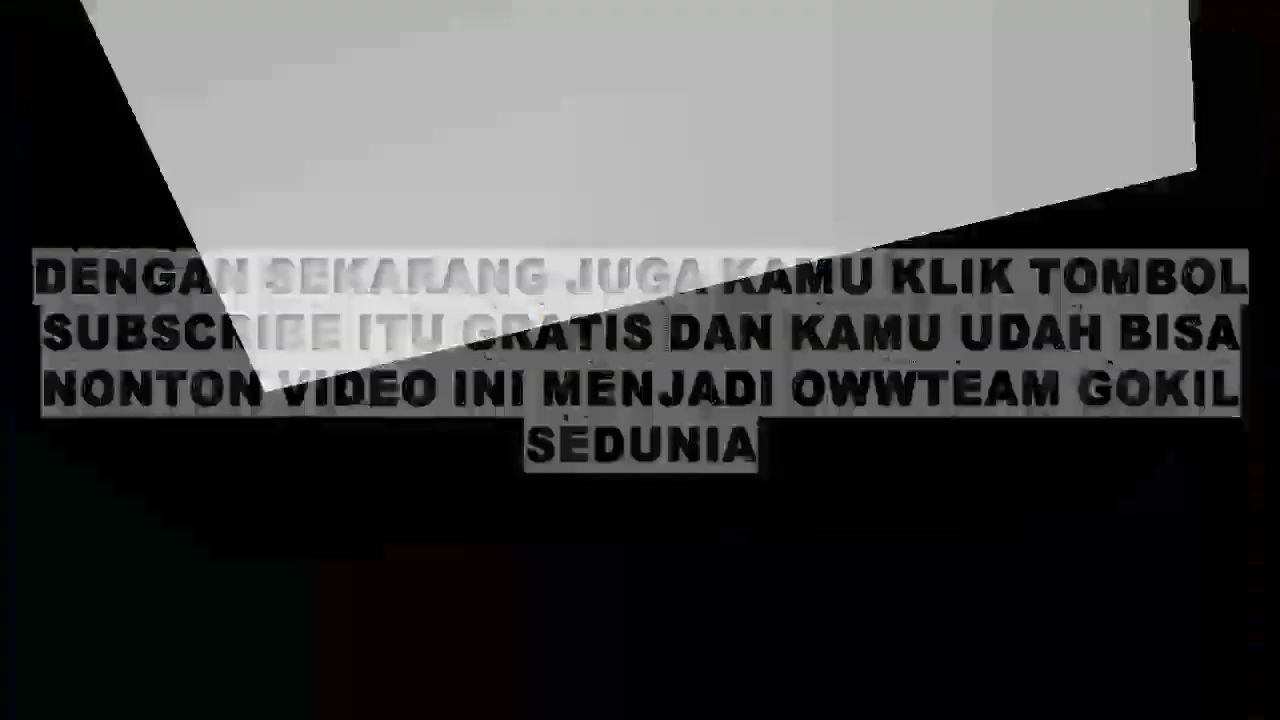 DENGAN SEKARANG JUGA KAMU KLIK TOMBOL
SUBSCRIBE ITU GRATIS DAN KAMU UDAH BISA
NONTON VIDEO INI MENJADI OWWTEAM GOKIL
SEDUNIA